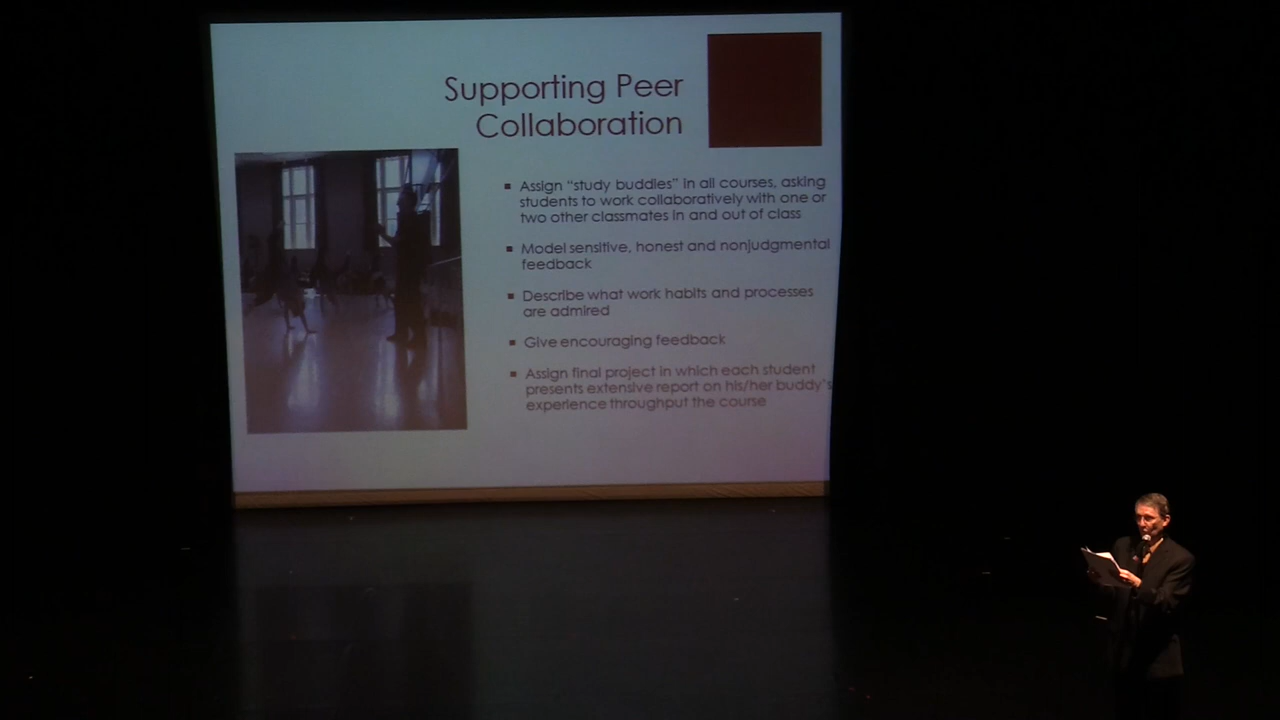 Supporting Peer
Collaboration
▪ Assign “study buddies” in all courses, asking
students to work collaboratively with one or
two other classmates in and out of class
▪ Model sensitive, honest and nonjudgmental
feedback
▪ Describe what work habits and processes
are admired
▪ Give encouraging feedback
▪ Assign final project in which each student
presents extensive report on his/her buddy’s
experience throughput the course